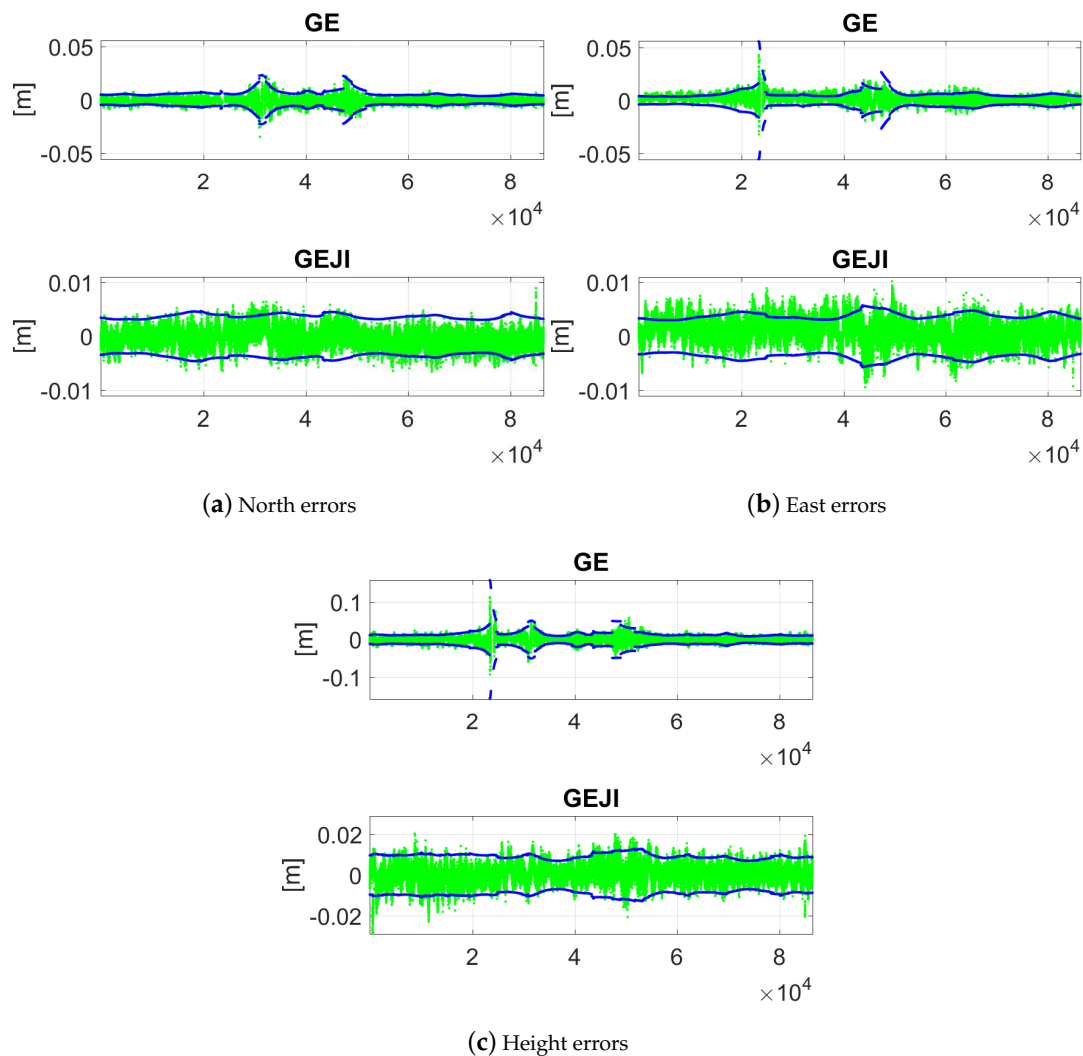 GE
0.05
0
-0.05
[m]
2 4 6 8
×10^4
GEJI
0.01
0
-0.01
[m]
2 4 6 8
×10^4
(a) North errors
GE
0.05
0
-0.05
[m]
2 4 6 8
×10^4
GEJI
0.01
0
-0.01
[m]
2 4 6 8
×10^4
(b) East errors
GE
0.1
0
-0.1
[m]
2 4 6 8
×10^4
GEJI
0.02
0
-0.02
[m]
2 4 6 8
×10^4
(c) Height errors